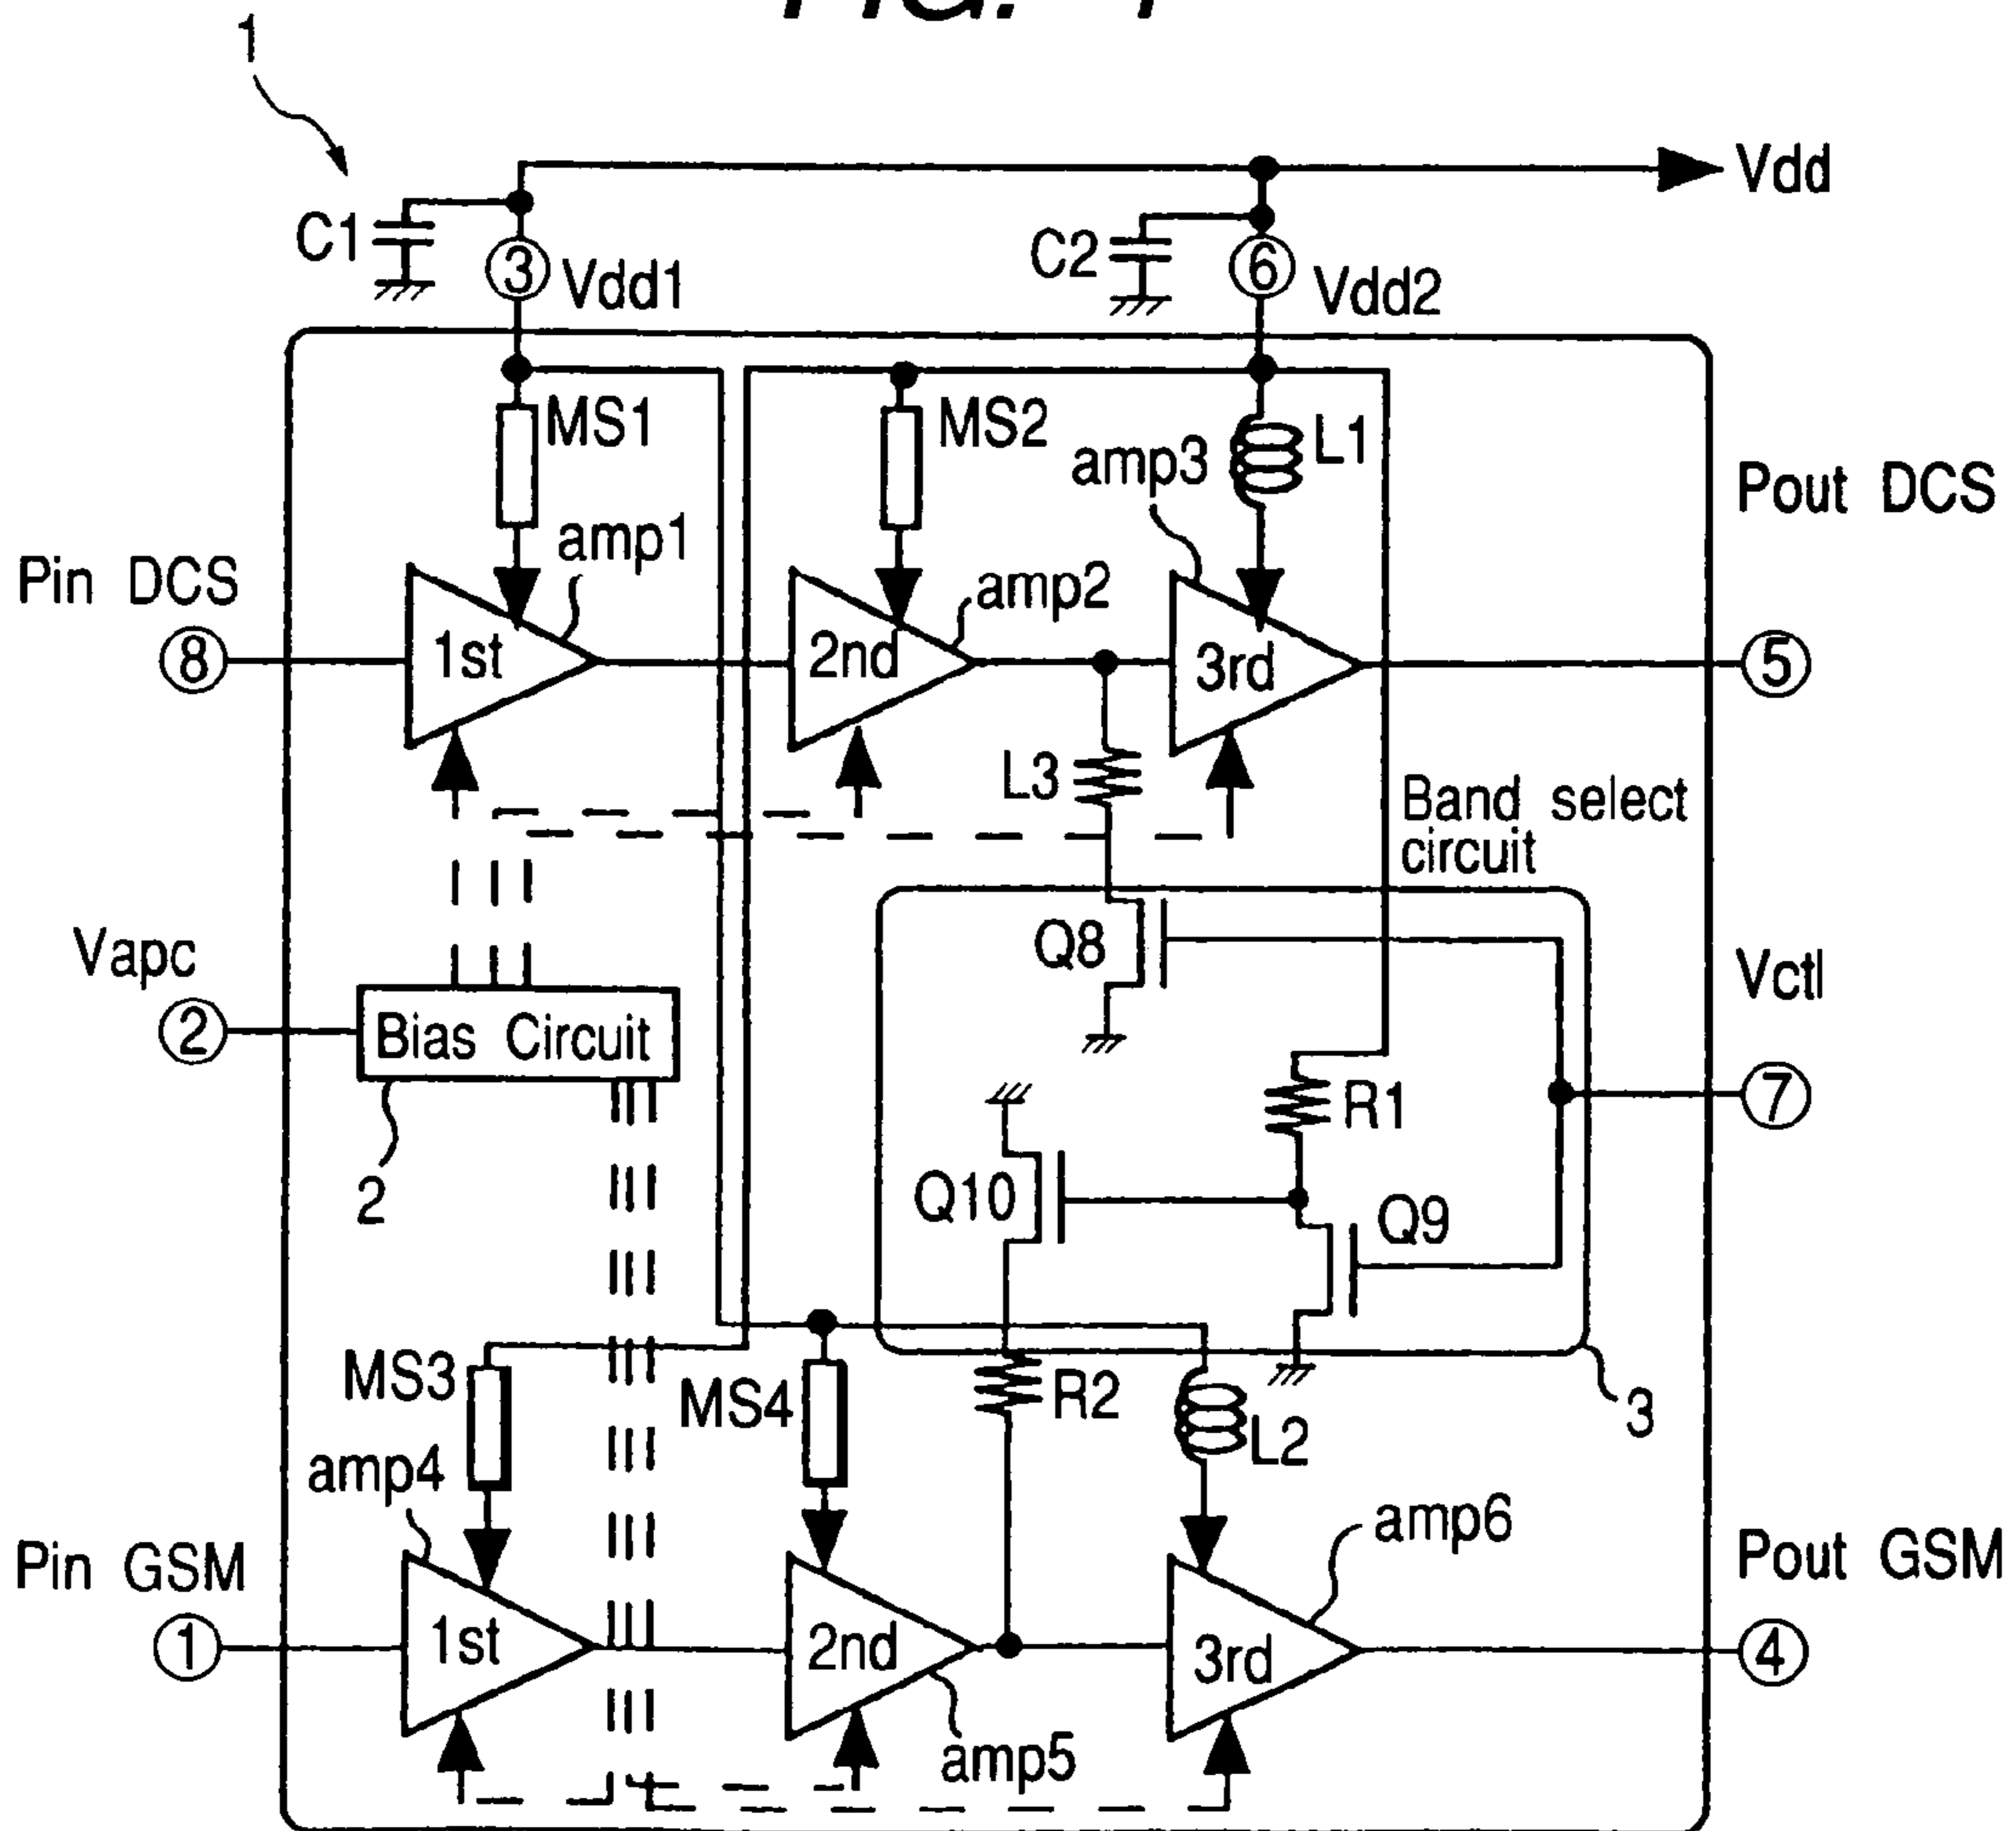 FIG. 1
1
Vdd
C1
3
Vdd1
C2
6
Vdd2
MS1
MS2
L1
amp3
Pout DCS
amp1
Pin DCS
amp2
8
1st
2nd
3rd
5
L3
Band select
circuit
Q8
Vapc
Vctl
2
Bias Circuit
R1
7
2
Q10
Q9
MS3
MS4
R2
3
L2
amp4
amp6
Pin GSM
Pout GSM
1
1st
2nd
3rd
4
amp5